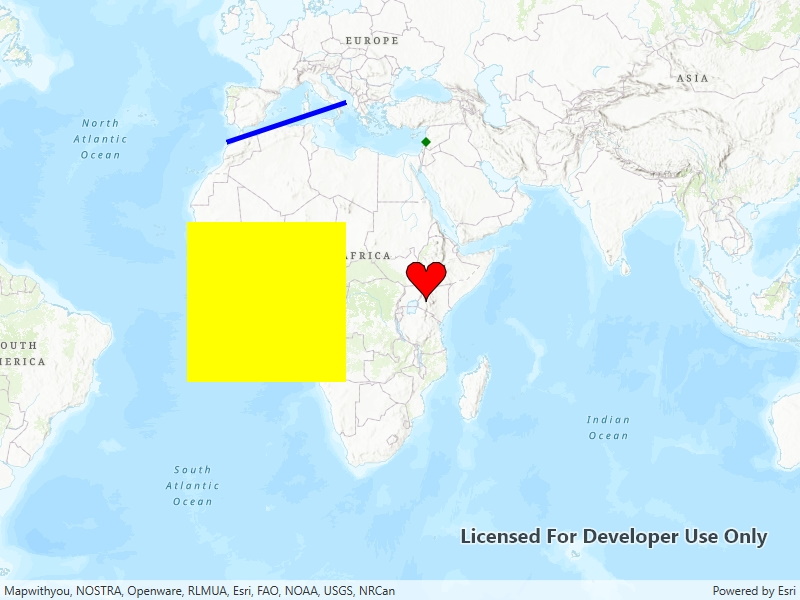 EUROPE
ASIA
North
Atlantic
Ocean
AFRICA
OUTH
MERICA
Indian
Ocean
South
Atlantic
Ocean
Licensed For Developer Use Only
Mapwithyou, NOSTRA, Openware, RLMUA, Esri, FAO, NOAA, USGS, NRCan
Powered by Esri